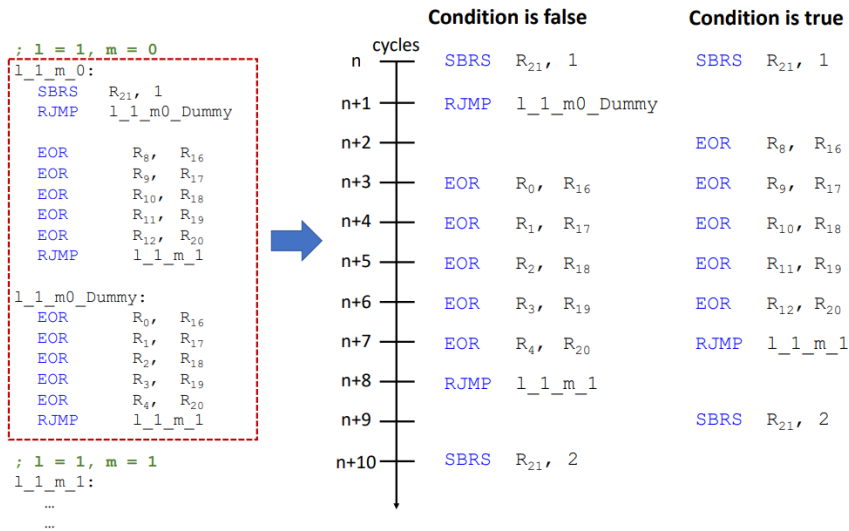 ; l = 1, m = 0
l_1_m_0:
SBRS R21, 1
RJMP l_1_m0_Dummy
EOR R8, R16
EOR R9, R17
EOR R10, R18
EOR R11, R19
EOR R12, R20
RJMP l_1_m_1
l_1_m0_Dummy:
EOR R0, R16
EOR R1, R17
EOR R2, R18
EOR R3, R19
EOR R4, R20
RJMP l_1_m_1
; l = 1, m = 1
l_1_m_1:
…
…
Condition is false Condition is true
cycles
n SBRS R21, 1 SBRS R21, 1
n+1 RJMP l_1_m0_Dummy
n+2 EOR R8, R16
n+3 EOR R0, R16 EOR R9, R17
n+4 EOR R1, R17 EOR R10, R18
n+5 EOR R2, R18 EOR R11, R19
n+6 EOR R3, R19 EOR R12, R20
n+7 EOR R4, R20 RJMP l_1_m_1
n+8 RJMP l_1_m_1
n+9 SBRS R21, 2
n+10 SBRS R21, 2